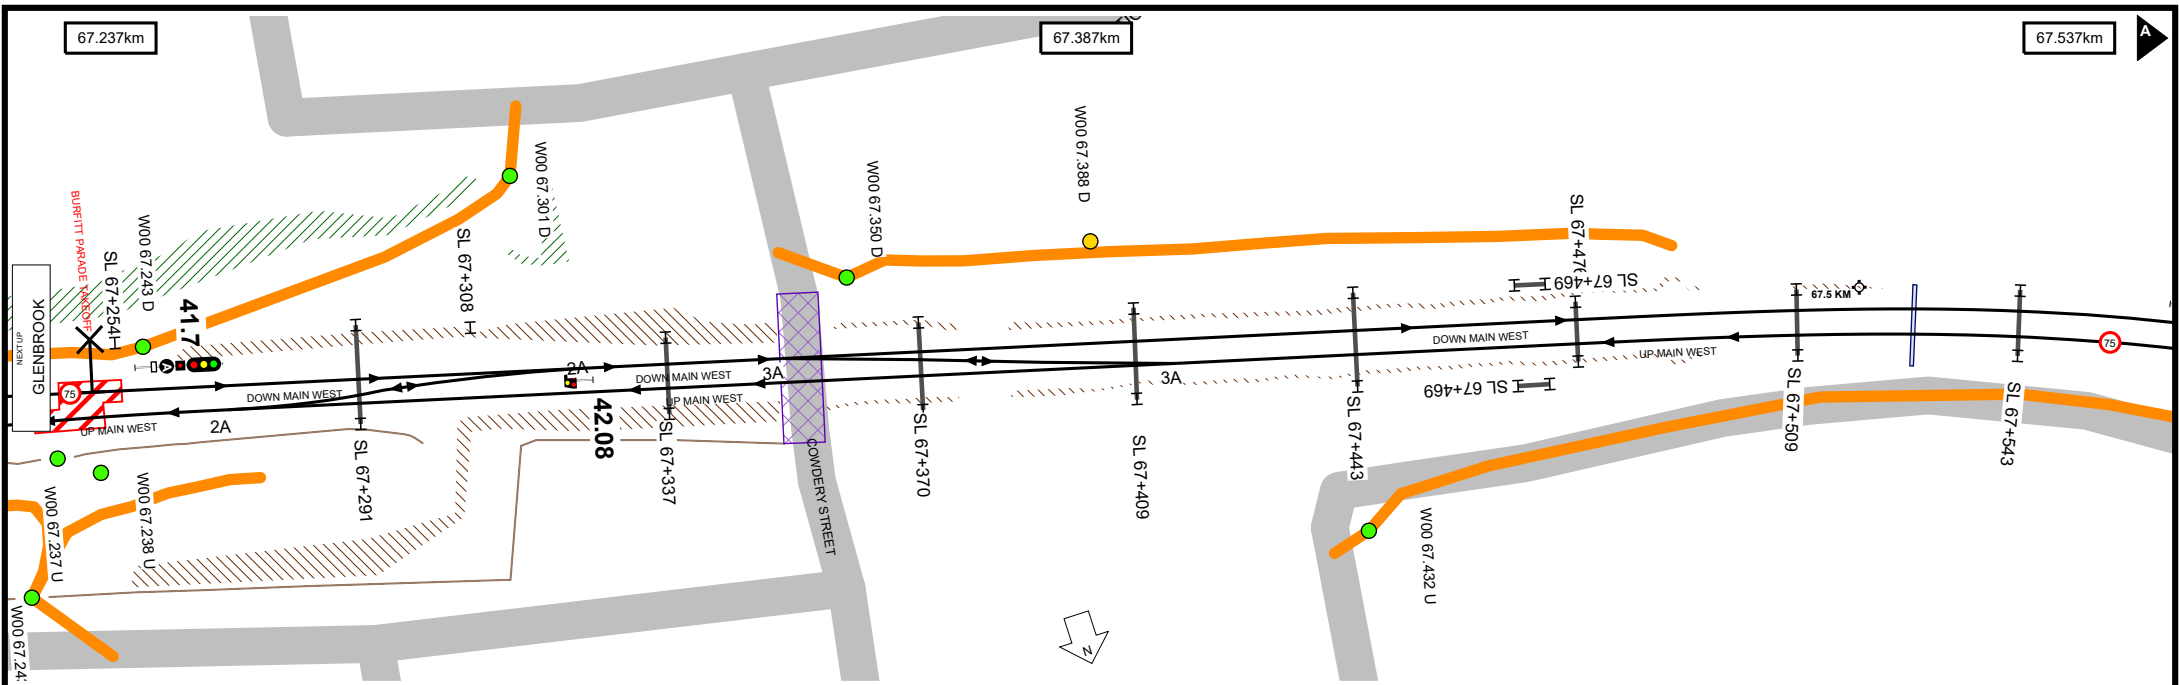 67.237km
67.387km
67.537km
A
W00 67.388 D
W00 67.301 D
W00 67.350 D
BURFITT PARADE TAKEOFF
W00 67.243 D
SL 67+254
SL 67+308
SL 67+476
SL 67+469
67.5 KM
41.7
A
NEXT UP
GLENBROOK
75
DOWN MAIN WEST
2A
DOWN MAIN WEST
3A
3A
DOWN MAIN WEST
UP MAIN WEST
75
UP MAIN WEST
2A
UP MAIN WEST
42.08
SL 67+469
SL 67+291
SL 67+337
SL 67+370
SL 67+409
SL 67+443
SL 67+509
SL 67+543
COWDERY STREET
W00 67.237 U
W00 67.238 U
W00 67.432 U
W00 67.24
N